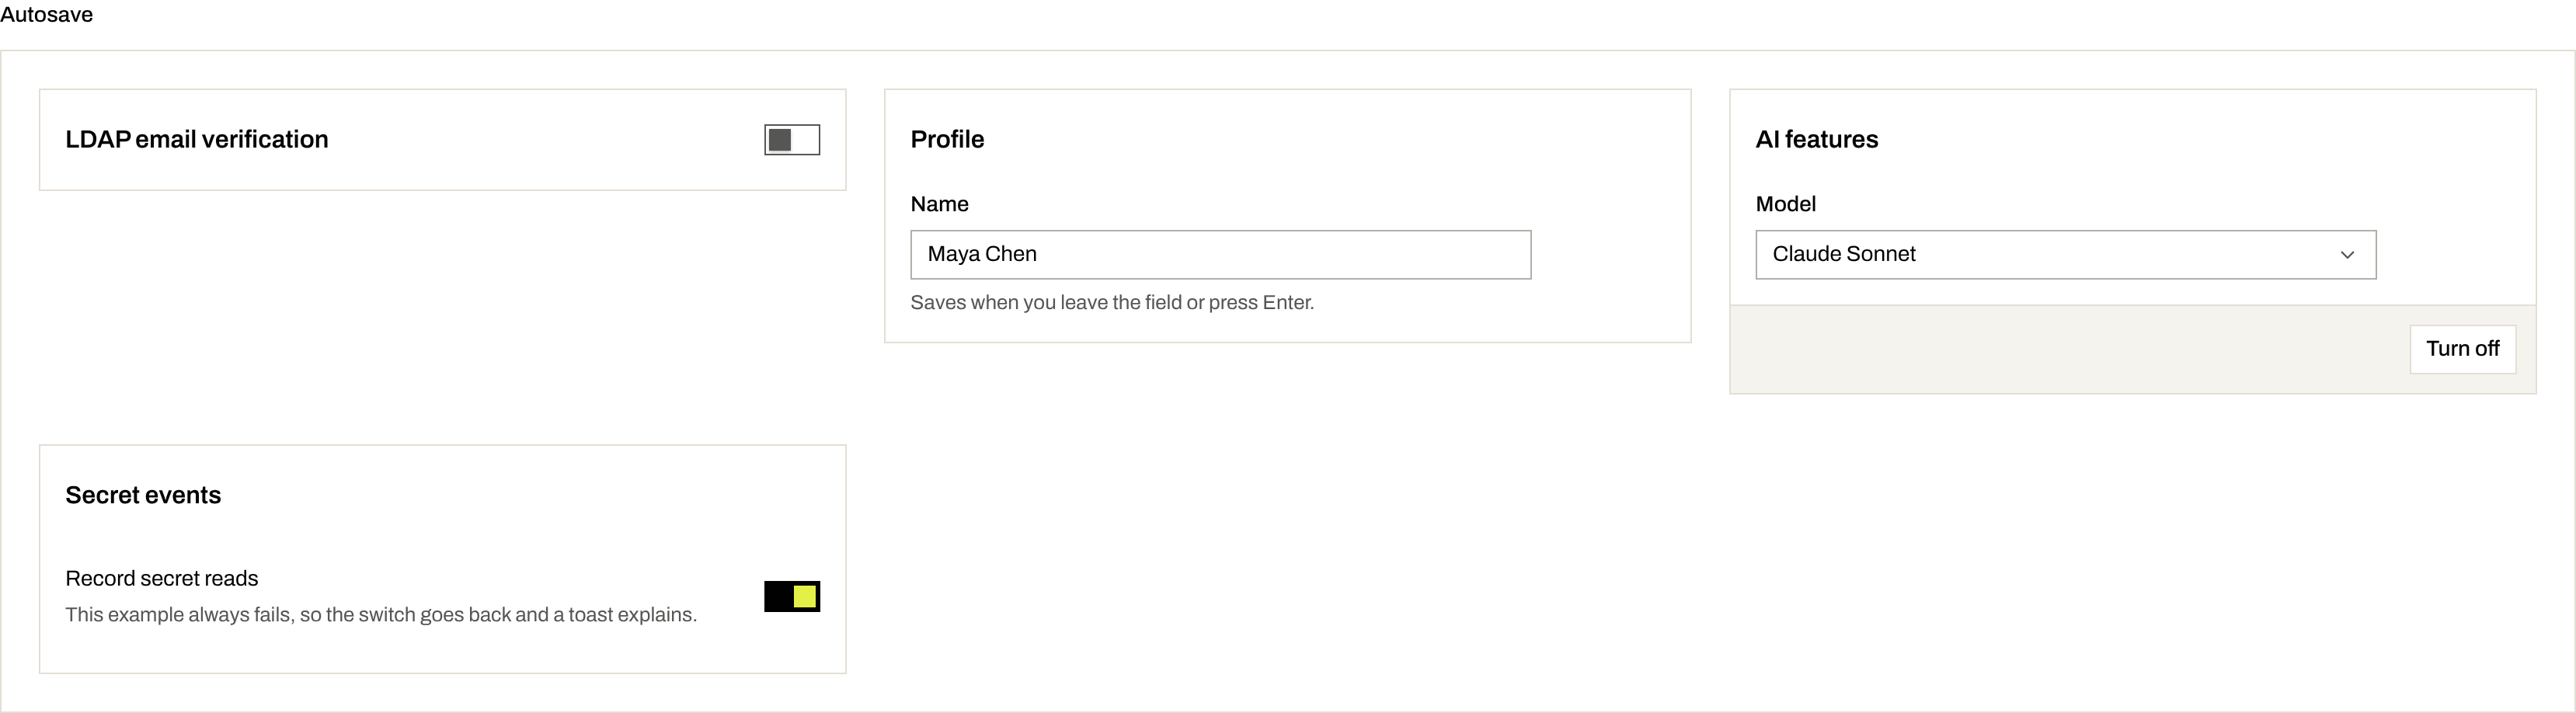 Autosave
LDAP email verification
Profile
Name
Maya Chen
Saves when you leave the field or press Enter.
AI features
Model
Claude Sonnet
Turn off
Secret events
Record secret reads
This example always fails, so the switch goes back and a toast explains.